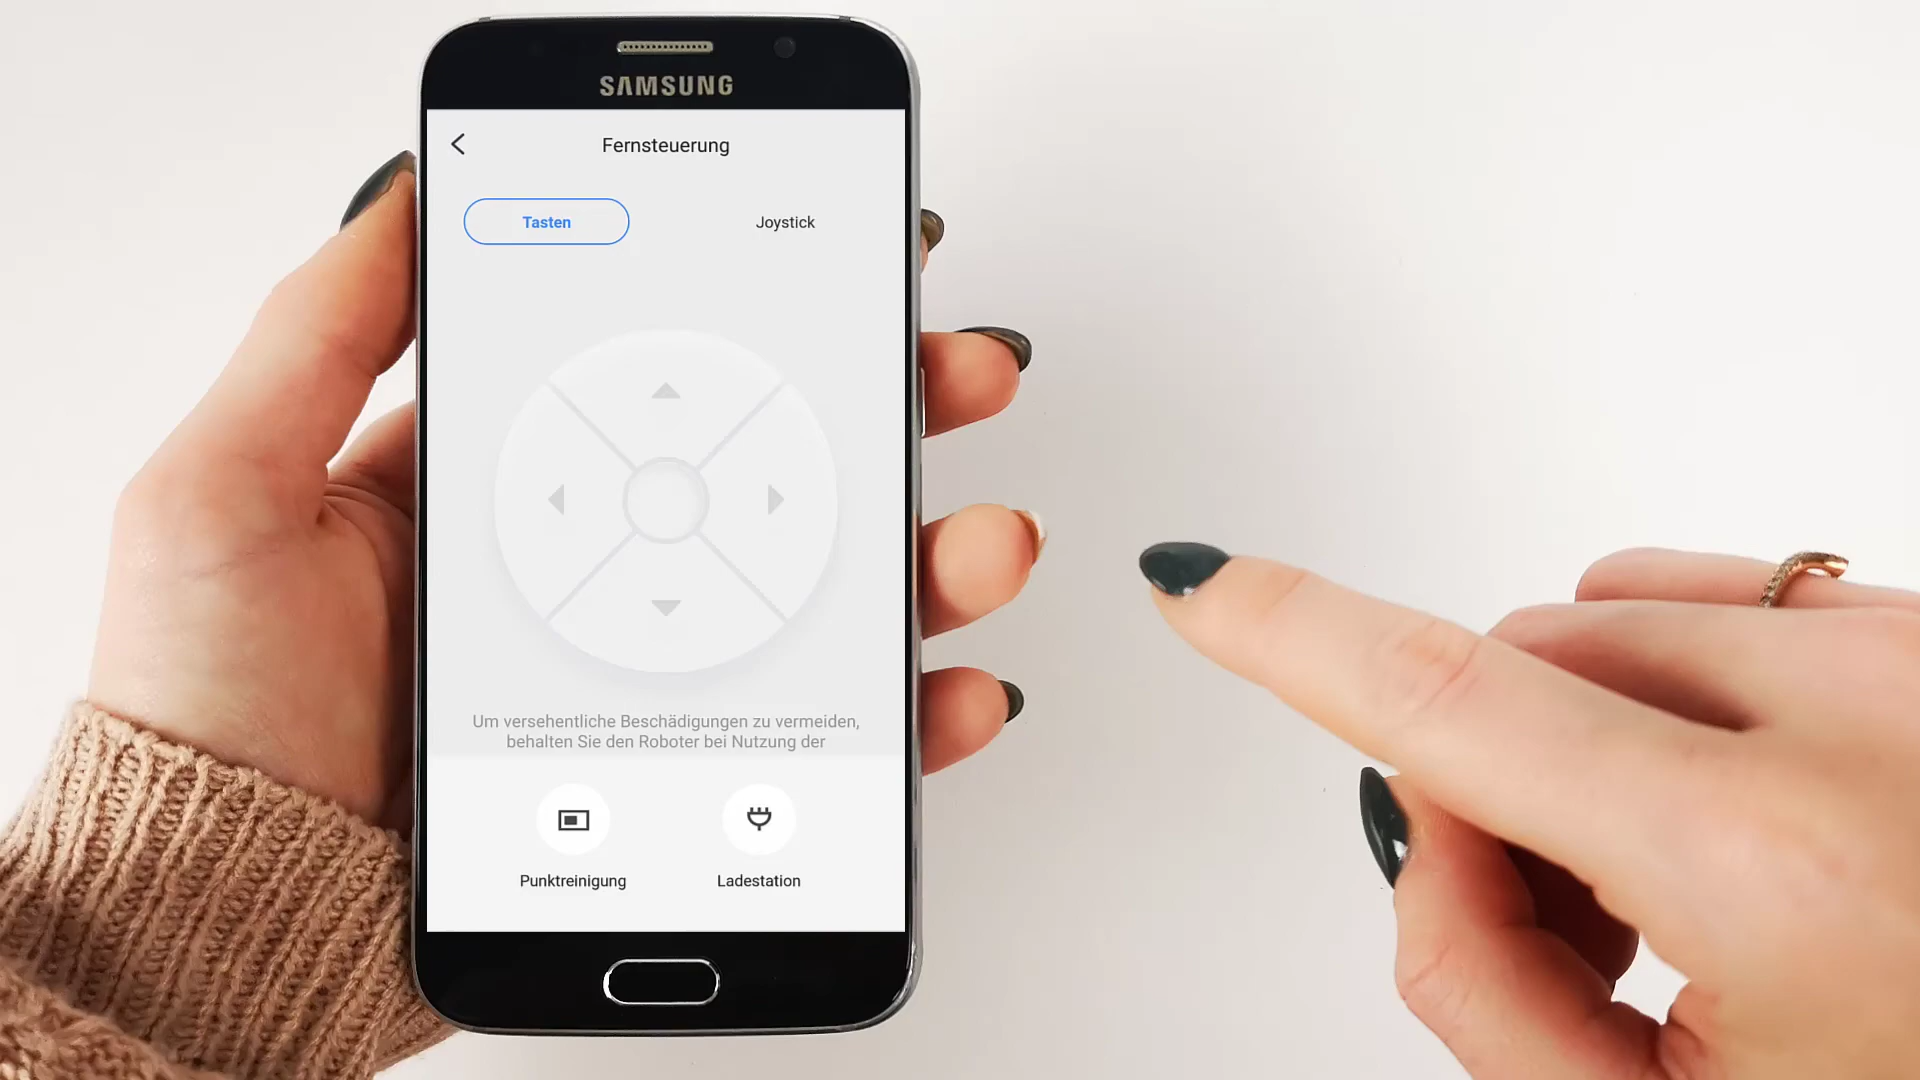 SAMSUNG
Fernsteuerung
Tasten
Joystick
Um versehentliche Beschädigungen zu vermeiden,
behalten Sie den Roboter bei Nutzung der
Punktreinigung
Ladestation